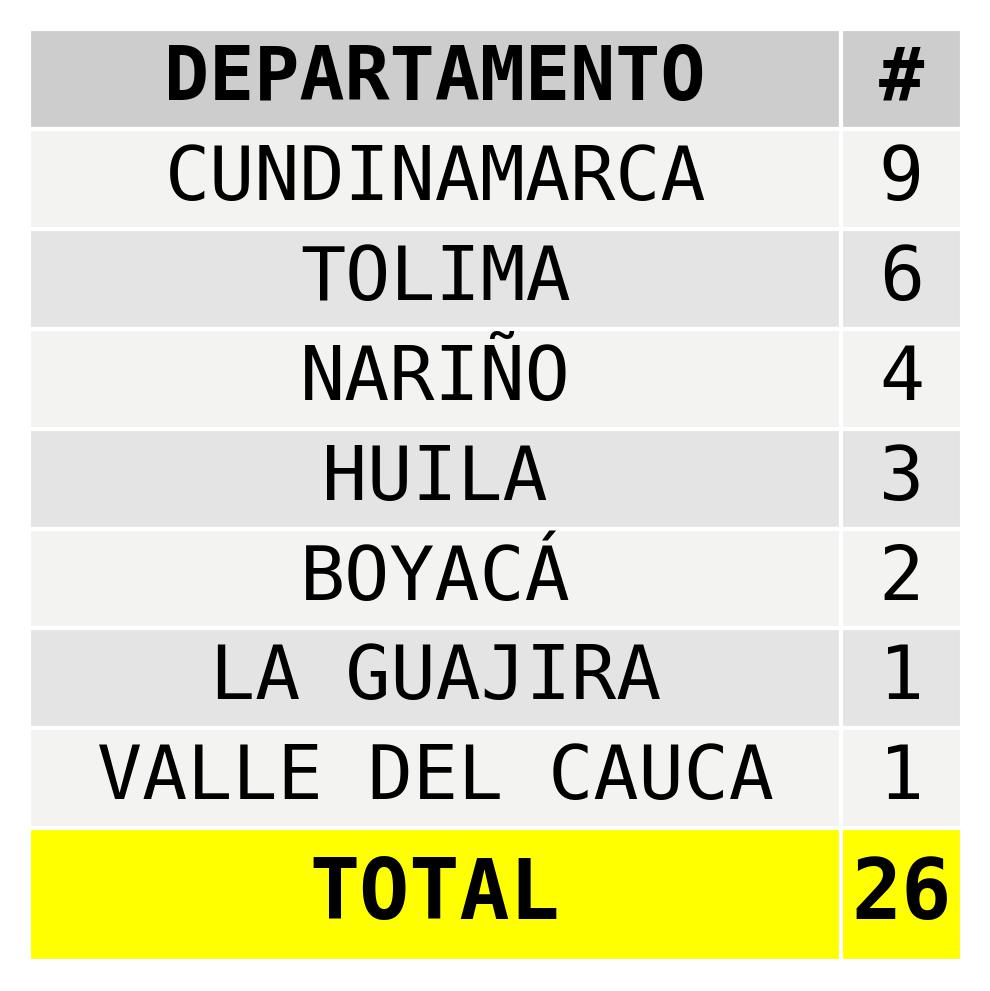 DEPARTAMENTO #
CUNDINAMARCA 9
TOLIMA 6
NARIÑO 4
HUILA 3
BOYACÁ 2
LA GUAJIRA 1
VALLE DEL CAUCA 1
TOTAL 26